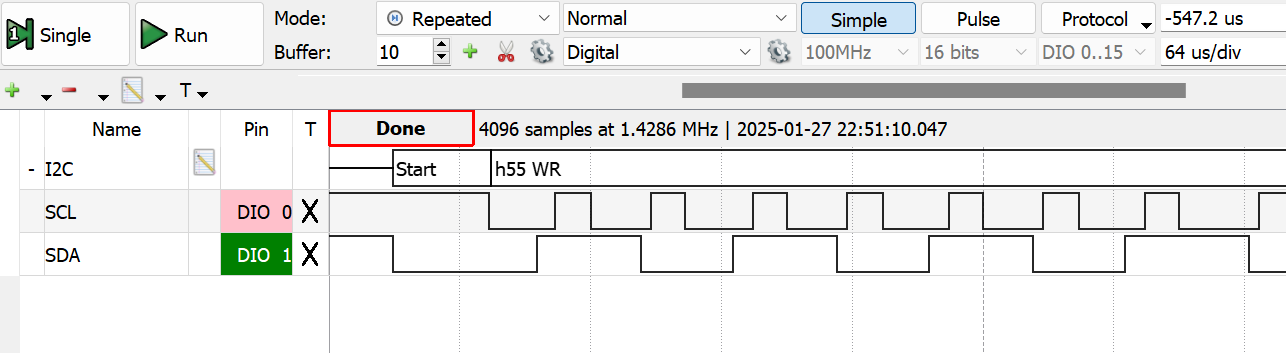 Single Run Mode: Repeated Normal Simple Pulse Protocol -547.2 us
Buffer: 10 Digital 100MHz 16 bits DIO 0..15 64 us/div
T
Name Pin T Done 4096 samples at 1.4286 MHz | 2025-01-27 22:51:10.047
- I2C Start h55 WR
SCL DIO 0 X
SDA DIO 1 X